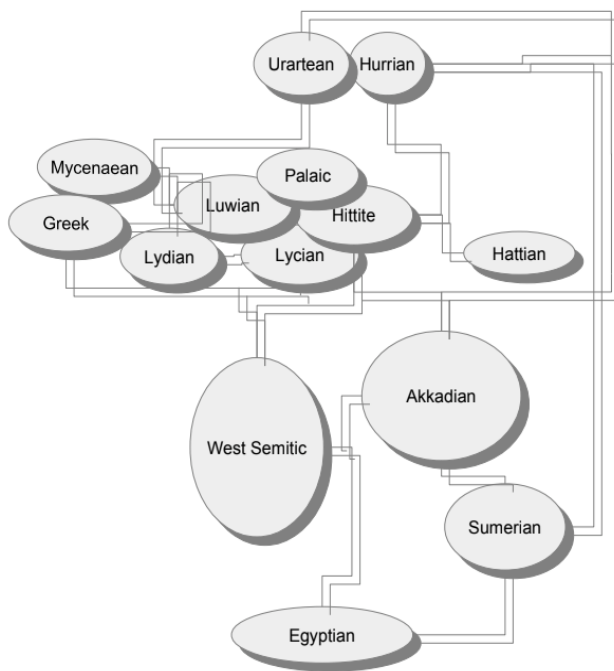 Urartean
Hurrian
Mycenaean
Palaic
Luwian
Greek
Hittite
Lydian
Lycian
Hattian
Akkadian
West Semitic
Sumerian
Egyptian